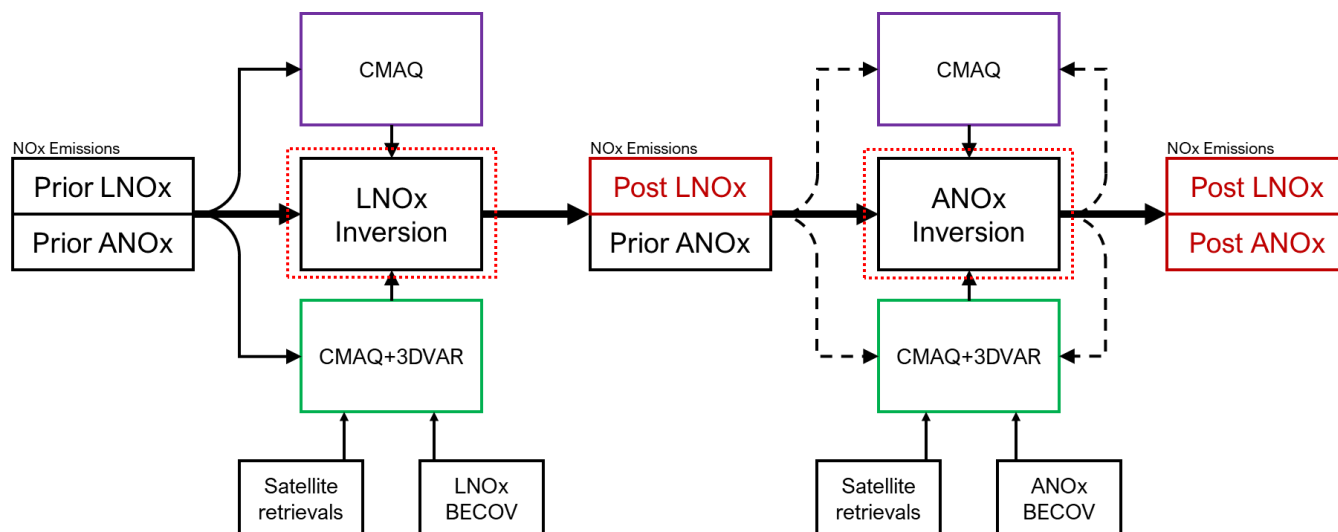 CMAQ
CMAQ
NOx Emissions
NOx Emissions
NOx Emissions
Prior LNOx
Prior ANOx
LNOx
Inversion
Post LNOx
Prior ANOx
ANOx
Inversion
Post LNOx
Post ANOx
CMAQ+3DVAR
CMAQ+3DVAR
Satellite
retrievals
LNOx
BECOV
Satellite
retrievals
ANOx
BECOV